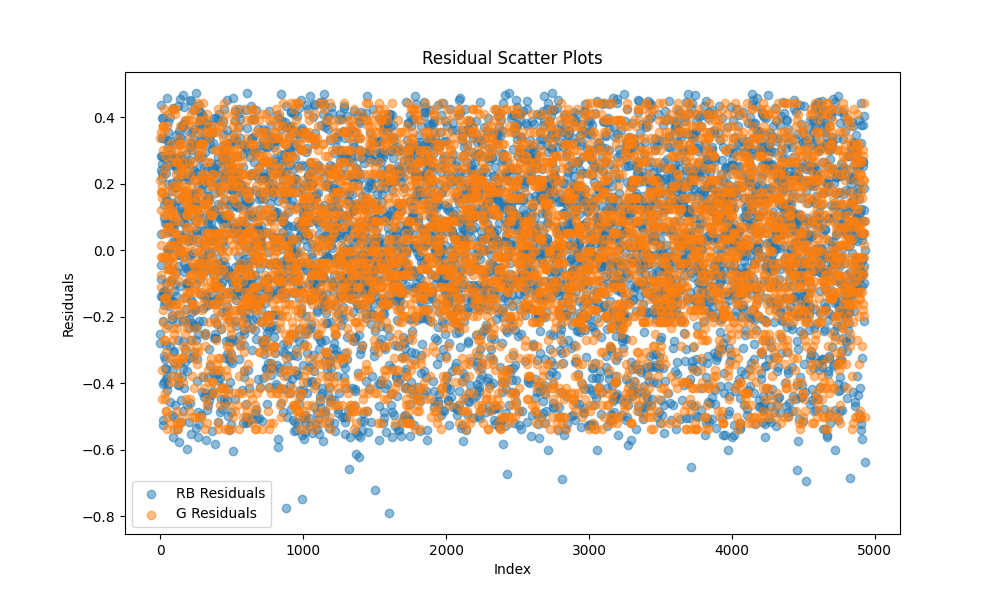 Residual Scatter Plots
Residuals
0.4
0.2
0.0
−0.2
−0.4
−0.6
−0.8
RB Residuals
G Residuals
0 1000 2000 3000 4000 5000
Index